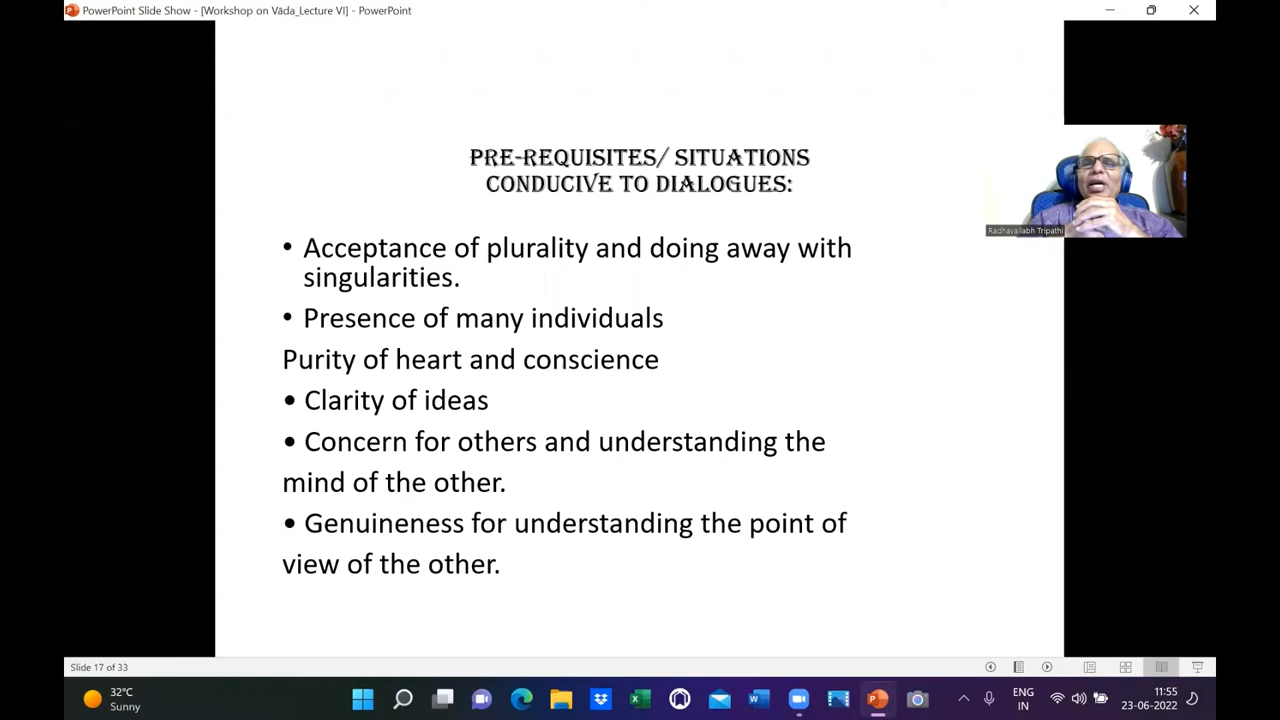 PowerPoint Slide Show - [Workshop on Vāda_Lecture VI] - PowerPoint
PRE-REQUISITES/ SITUATIONS
CONDUCIVE TO DIALOGUES:
• Acceptance of plurality and doing away with
singularities.
• Presence of many individuals
Purity of heart and conscience
• Clarity of ideas
• Concern for others and understanding the
mind of the other.
• Genuineness for understanding the point of
view of the other.
Radhavallabh Tripathi
Slide 17 of 33
32°C
Sunny
ENG
IN
11:55
23-06-2022